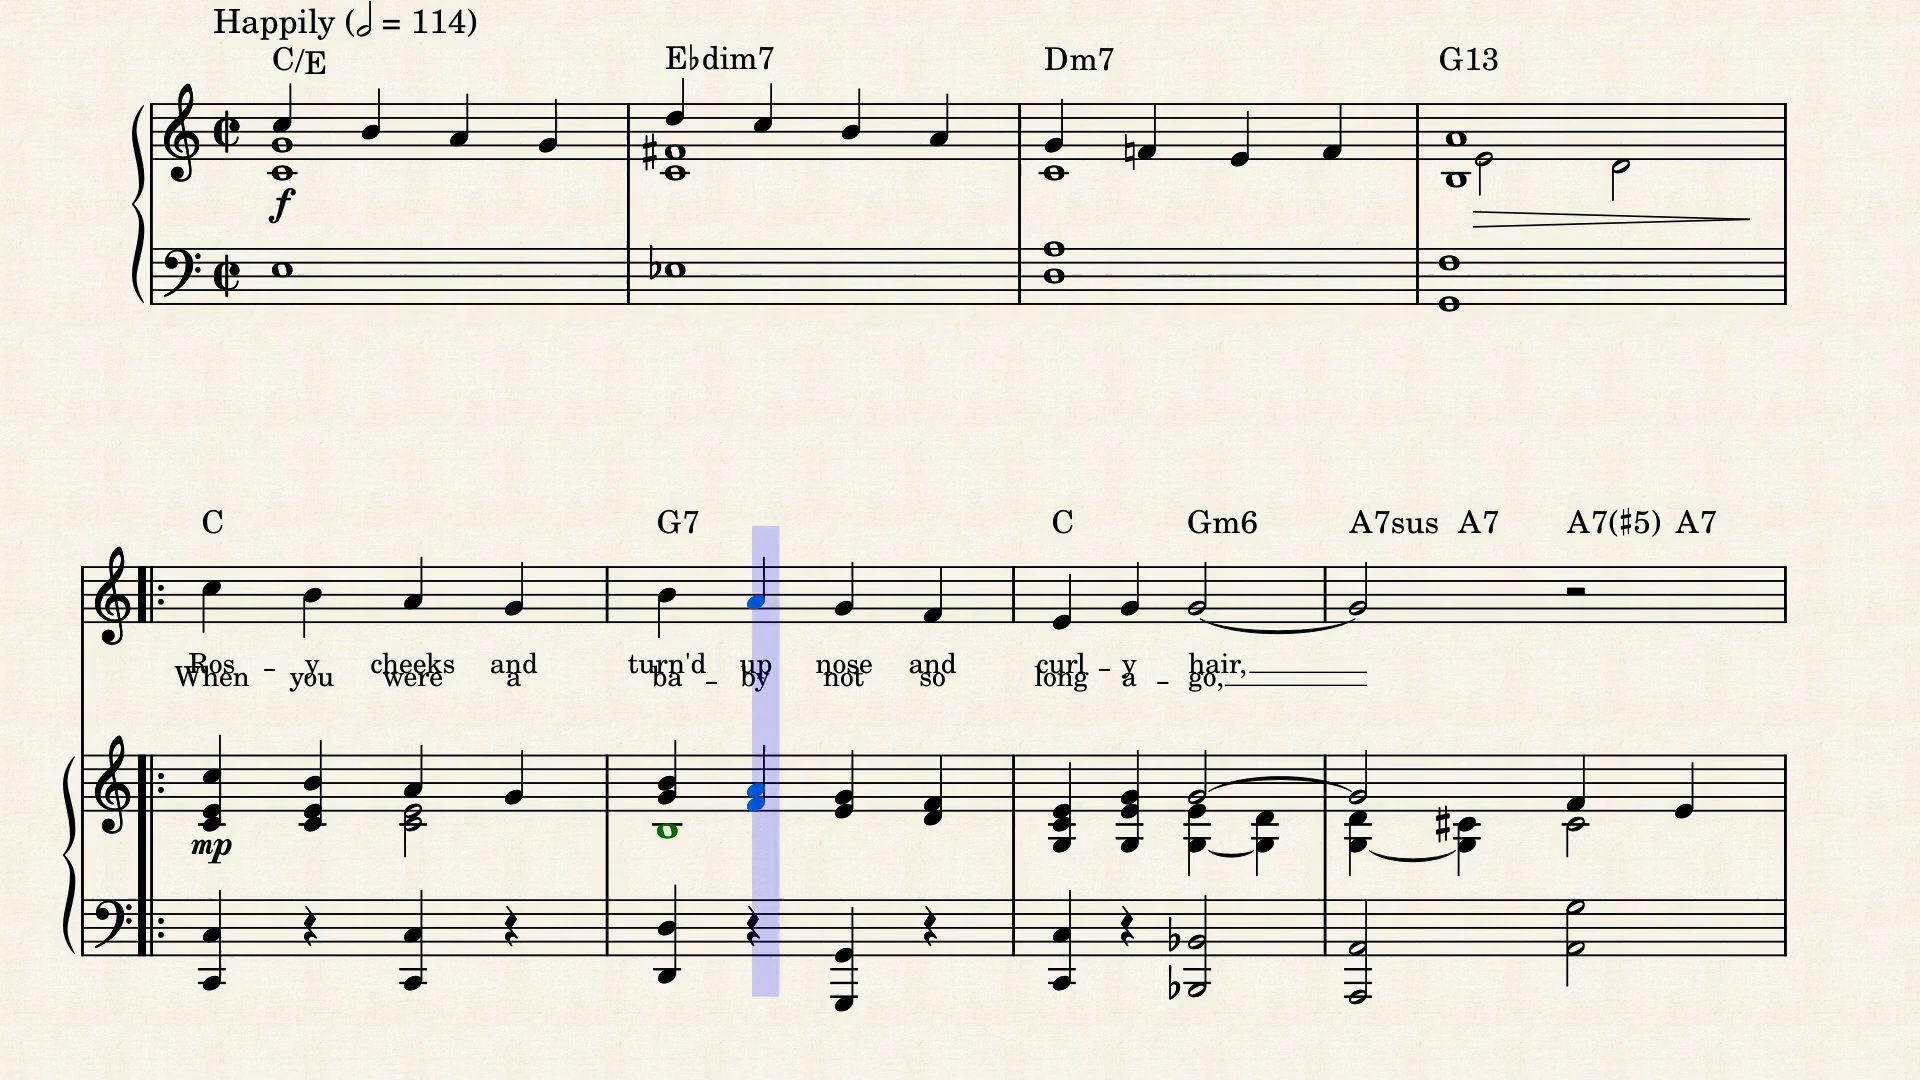 Happily (𝅗𝅥 = 114)
C/E E♭dim7 Dm7 G13
f
C G7 C Gm6 A7sus A7 A7(♯5) A7
Ros – y cheeks and turn'd up nose and curl – y hair,
When you were a ba – by not so long a – go,
mp